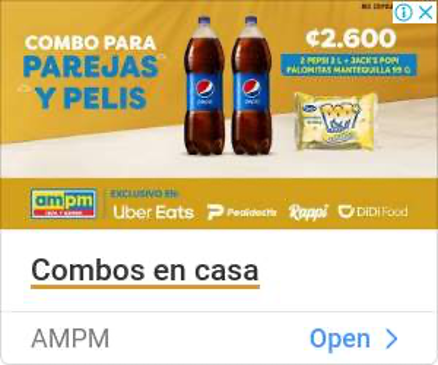 COMBO PARA
PAREJAS
Y PELIS
₡2.600
2 PEPSI 2 L + JACK'S POP!
PALOMITAS MANTEQUILLA 99 G
pepsi
pepsi
ampm
EXCLUSIVO EN:
Uber Eats
PedidosYa
Rappi
DiDi Food
Combos en casa
AMPM
Open